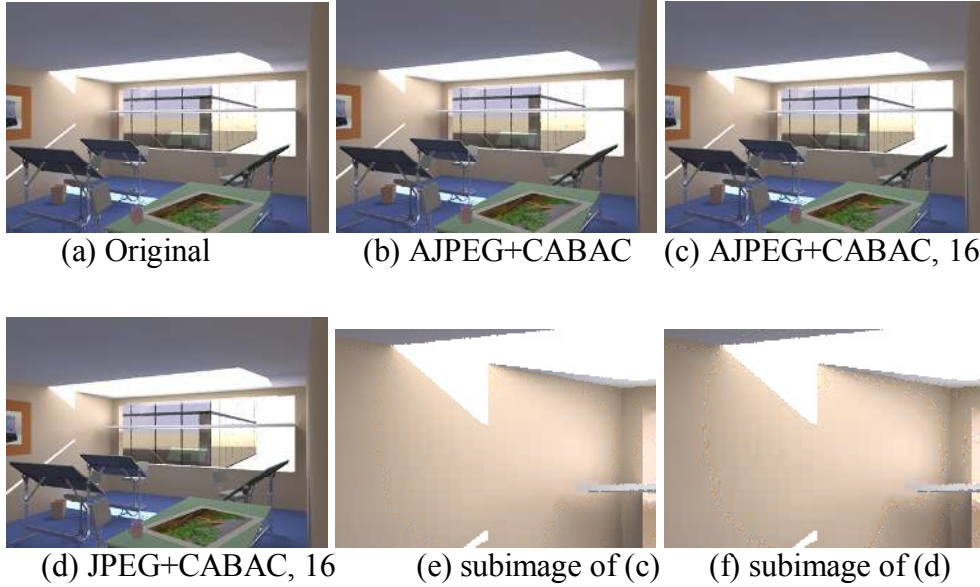 (a) Original
(b) AJPEG+CABAC
(c) AJPEG+CABAC, 16
(d) JPEG+CABAC, 16
(e) subimage of (c)
(f) subimage of (d)